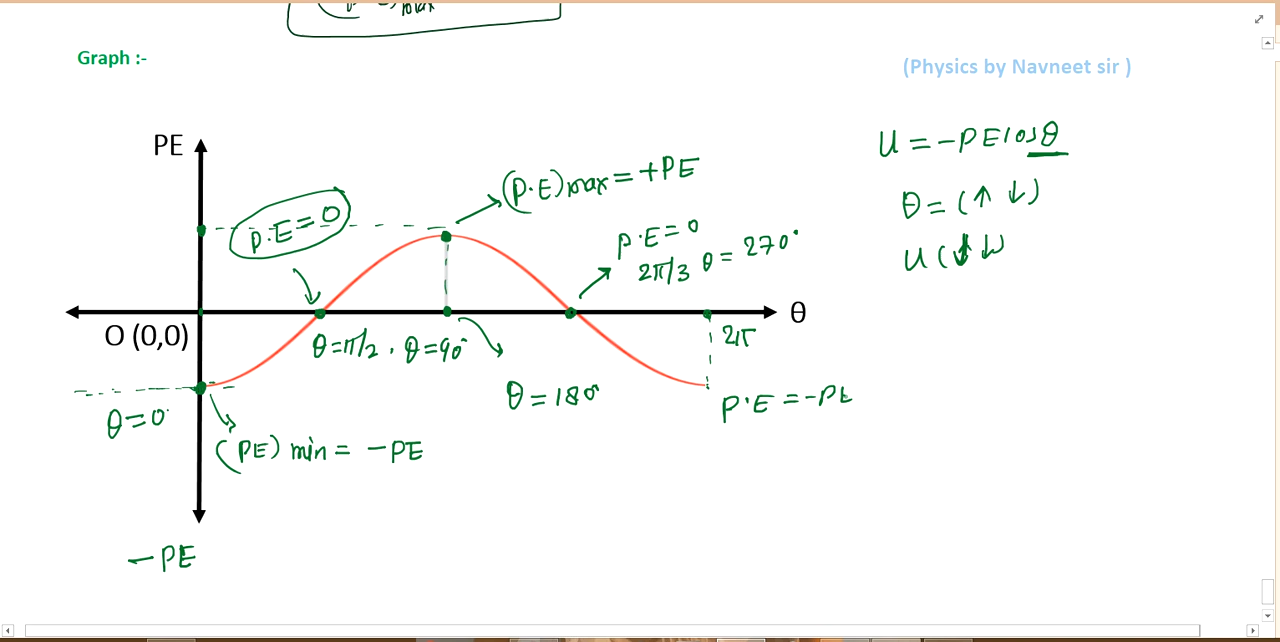 Graph :-
(Physics by Navneet sir )
PE
U = -PE cosθ
(P.E)max = +PE
θ = (↑ ↓)
P.E = 0
P.E = 0
2π/3 θ = 270°
θ
O (0,0)
2π
θ = π/2 , θ = 90°
θ = 180°
P.E = -PE
θ = 0°
(PE) min = -PE
-PE